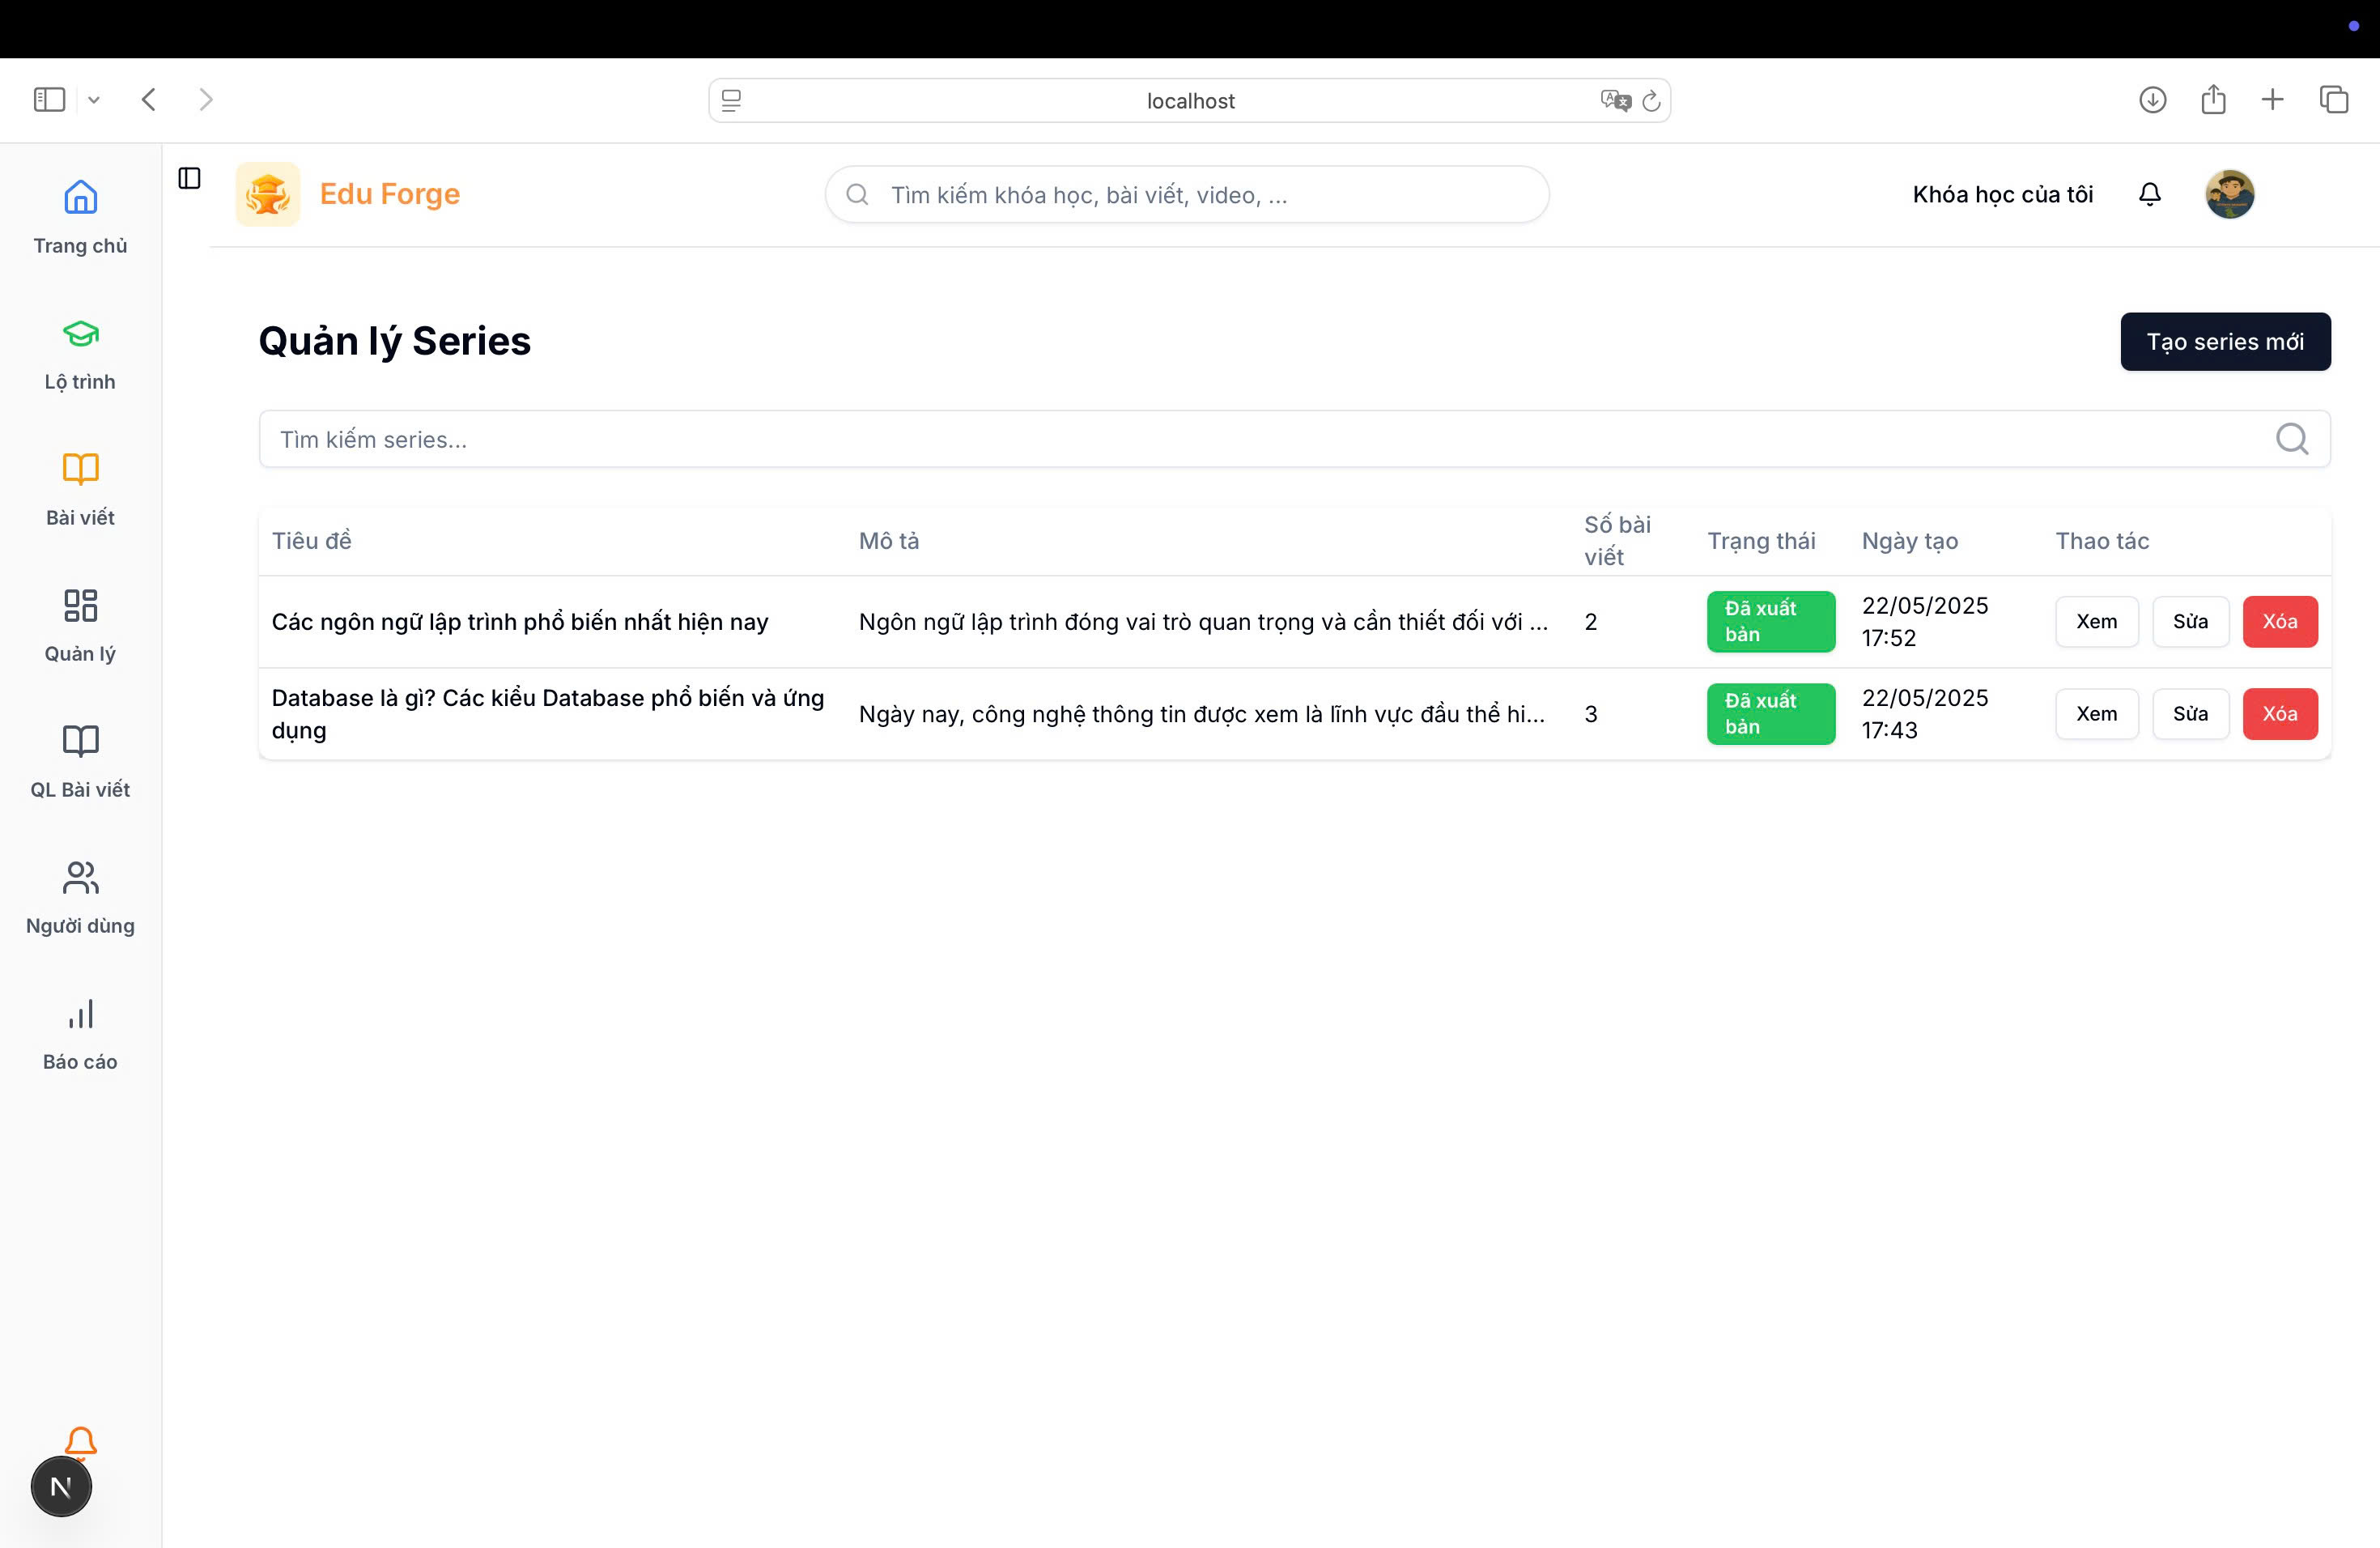 localhost
Edu Forge
Tìm kiếm khóa học, bài viết, video, ...
Khóa học của tôi
Trang chủ
Lộ trình
Bài viết
Quản lý
QL Bài viết
Người dùng
Báo cáo
N
Quản lý Series
Tạo series mới
Tìm kiếm series...
Tiêu đề
Mô tả
Số bài
viết
Trạng thái
Ngày tạo
Thao tác
Các ngôn ngữ lập trình phổ biến nhất hiện nay
Ngôn ngữ lập trình đóng vai trò quan trọng và cần thiết đối với ...
2
Đã xuất
bản
22/05/2025
17:52
Xem
Sửa
Xóa
Database là gì? Các kiểu Database phổ biến và ứng
dụng
Ngày nay, công nghệ thông tin được xem là lĩnh vực đầu thể hi...
3
Đã xuất
bản
22/05/2025
17:43
Xem
Sửa
Xóa